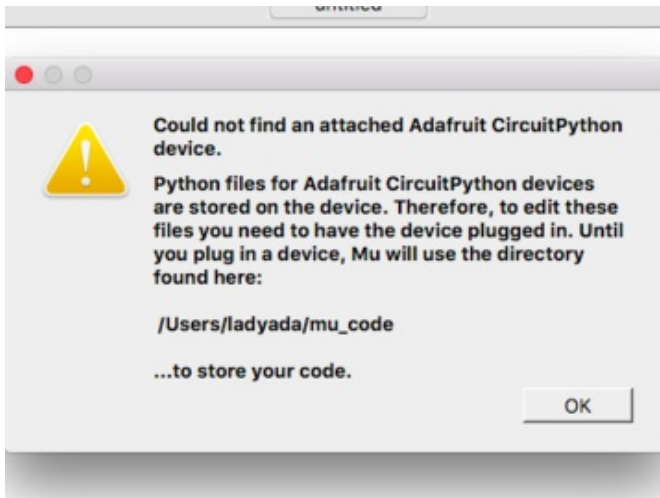 untitled
Could not find an attached Adafruit CircuitPython
device.
Python files for Adafruit CircuitPython devices
are stored on the device. Therefore, to edit these
files you need to have the device plugged in. Until
you plug in a device, Mu will use the directory
found here:
/Users/ladyada/mu_code
...to store your code.
OK